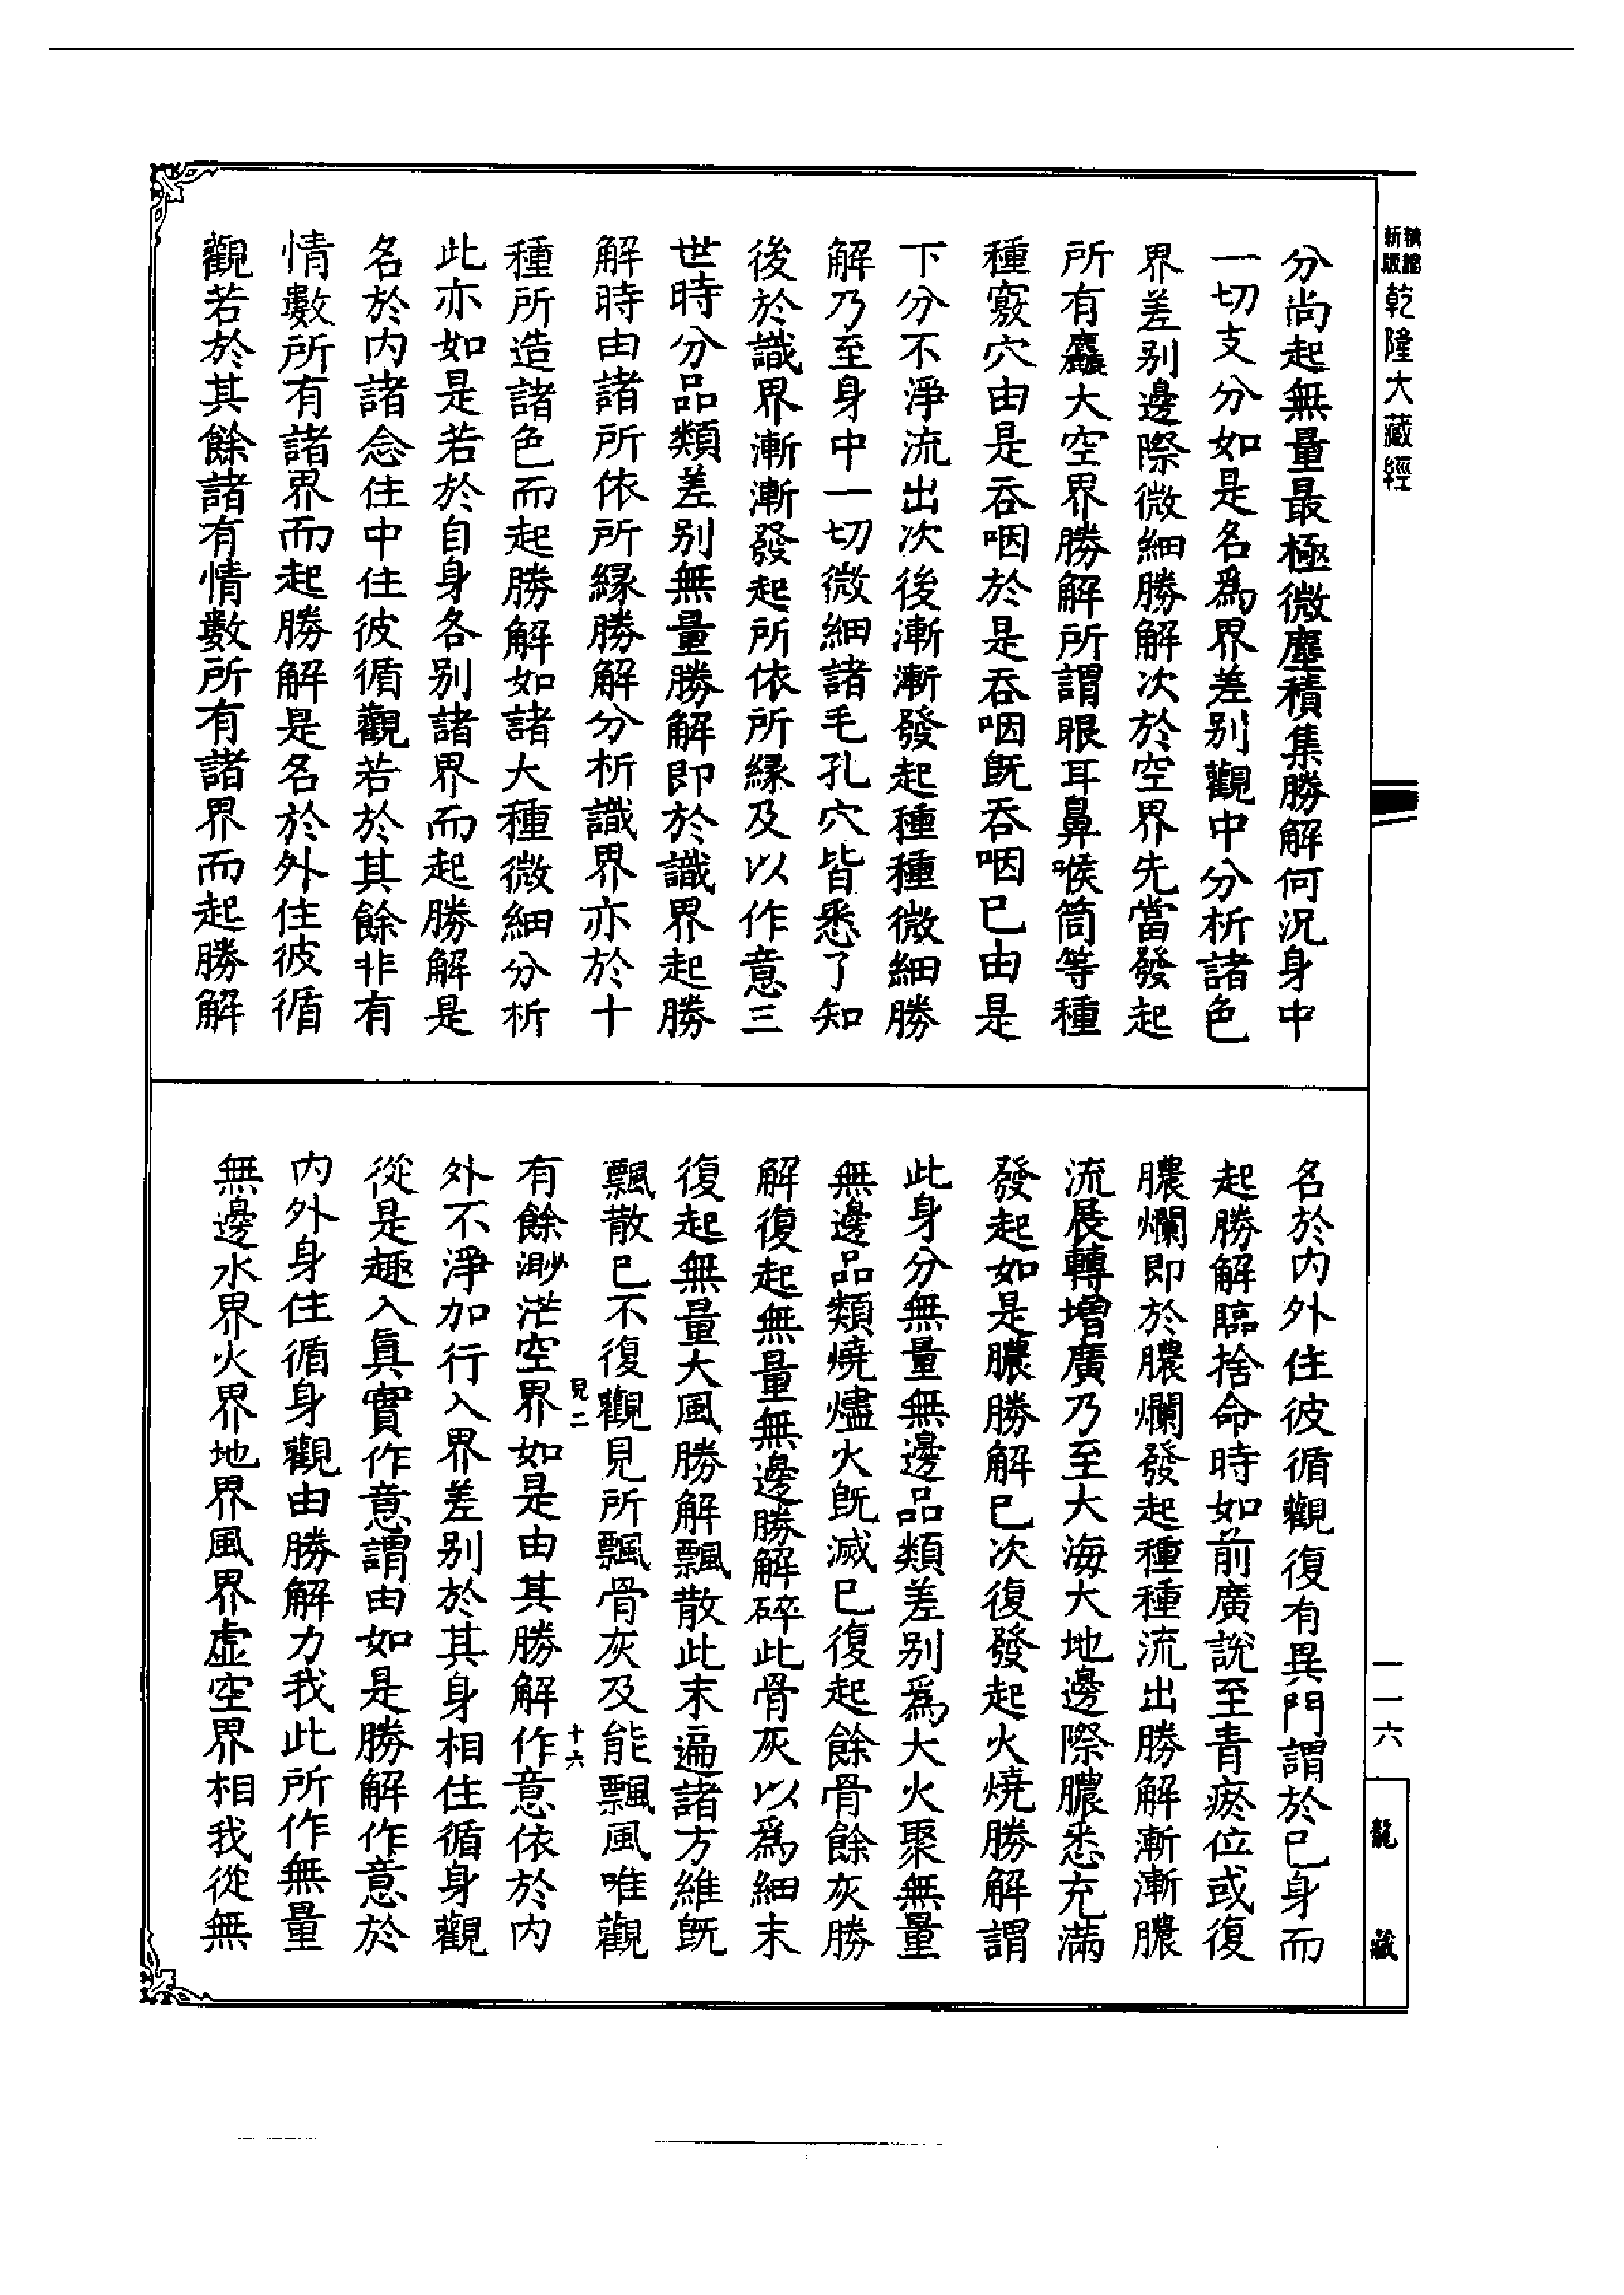 新版
精縮
乾隆大藏經
分尚起無量最極微塵積集勝解何況身中
一切支分如是名為界差别觀中分析諸色
界差别邊際微細勝解次於空界先當發起
所有麤大空界勝解所謂眼耳鼻喉筒等種
種竅穴由是吞咽於是吞咽旣吞咽巳由是
下分不淨流出次後漸漸發起種種微細勝
解乃至身中一切微細諸毛孔穴皆悉了知
後於識界漸漸發起所依所縁及以作意三
世時分品類差别無量勝解即於識界起勝
解時由諸所依所縁勝解分析識界亦於十
種所造諸色而起勝解如諸大種微細分析
此亦如是若於自身各别諸界而起勝解是
名於内諸念住中住彼循觀若於其餘非有
情數所有諸界而起勝解是名於外住彼循
觀若於其餘諸有情數所有諸界而起勝解
名於内外住彼循觀復有異門謂於巳身而
起勝解臨捨命時如前廣說至青瘀位或復
膿爛即於膿爛發起種種流出勝解漸漸膿
流展轉增廣乃至大海大地邊際膿悉充滿
發起如是膿勝解巳次復發起火燒勝解謂
此身分無量無邊品類差别為大火聚無量
無邊品類燒燼火旣滅巳復起餘骨餘灰勝
解復起無量無邊勝解碎此骨灰以為細末
復起無量大風勝解飄散此末遍諸方維旣
飄散巳不復觀見所飄骨灰及能飄風唯觀
有餘渺茫空界如是由其勝解作意依於内
外不淨加行入界差别於其身相住循身觀
從是趣入真實作意謂由如是勝解作意於
内外身住循身觀由勝解力我此所作無量
無邊水界火界地界風界虛空界相我從無
兒二
十六
一一六
龍藏